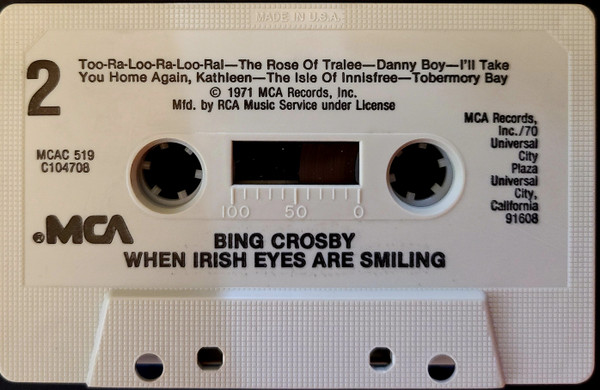 MADE IN U.S.A.
2
Too-Ra-Loo-Ra-Loo-Ral—The Rose Of Tralee—Danny Boy—I'll Take
You Home Again, Kathleen—The Isle Of Innisfree—Tobermory Bay
© 1971 MCA Records, Inc.
Mfd. by RCA Music Service under License
MCAC 519
C104708
MCA Records,
Inc./70
Universal
City
Plaza
Universal
City,
California
91608
100 50 0
®MCA
BING CROSBY
WHEN IRISH EYES ARE SMILING